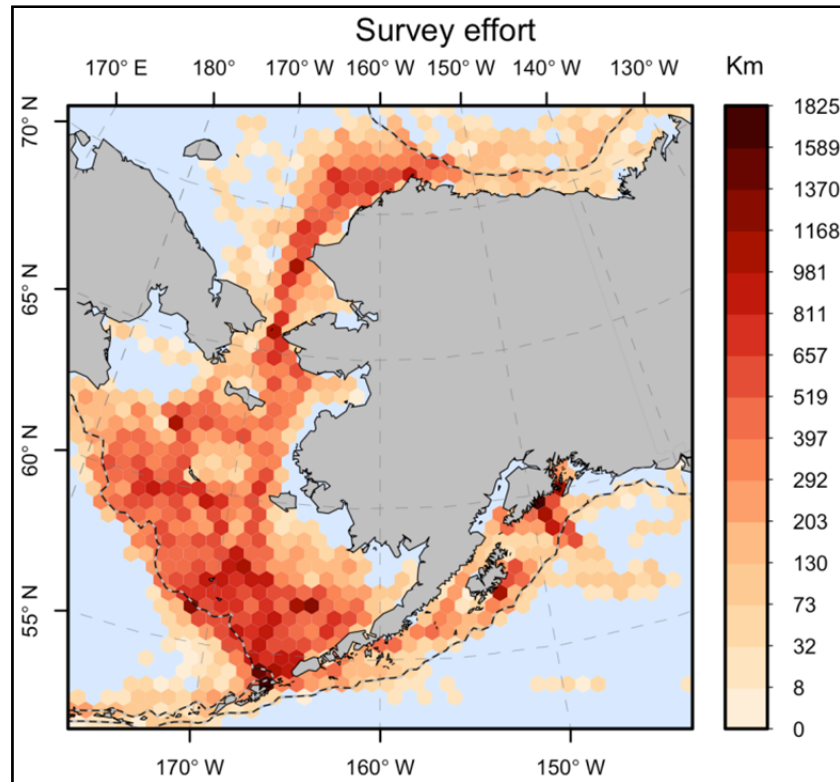 Survey effort
170° E 180° 170° W 160° W 150° W 140° W 130° W
Km
70° N
65° N
60° N
55° N
170° W 160° W 150° W
1825
1589
1370
1168
981
811
657
519
397
292
203
130
73
32
8
0